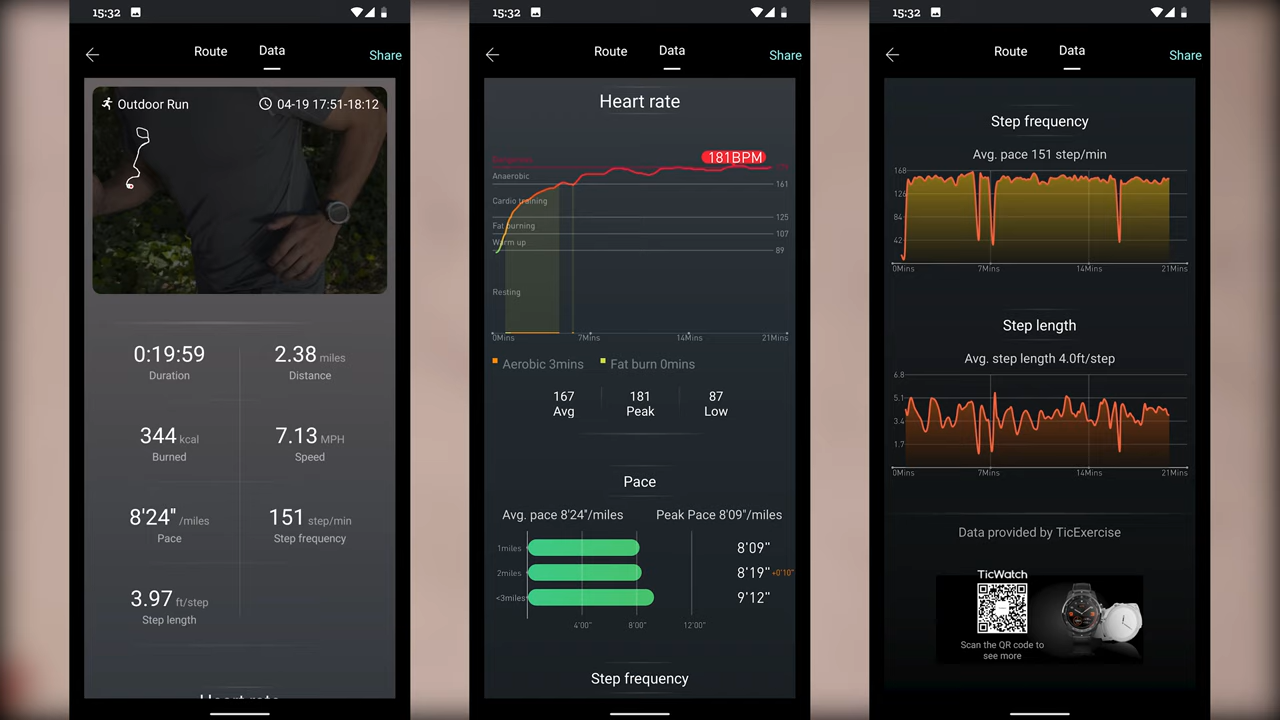 15:32
Route Data Share
Outdoor Run 04-19 17:51-18:12
0:19:59 2.38 miles
Duration Distance
344 kcal 7.13 MPH
Burned Speed
8'24" /miles 151 step/min
Pace Step frequency
3.97 ft/step
Step length
Heart rate
15:32
Route Data Share
Heart rate
181BPM
Anaerobic
161
Cardio training
125
Fat burning
107
Warm up
89
Resting
0Mins 7Mins 14Mins 21Mins
Aerobic 3mins Fat burn 0mins
167 181 87
Avg Peak Low
Pace
Avg. pace 8'24"/miles Peak Pace 8'09"/miles
1miles 8'09"
2miles 8'19" +0'10"
<3miles 9'12"
4'00" 8'00" 12'00"
Step frequency
15:32
Route Data Share
Step frequency
Avg. pace 151 step/min
168
126
84
42
0Mins 7Mins 14Mins 21Mins
Step length
Avg. step length 4.0ft/step
6.8
5.1
3.4
1.7
0Mins 7Mins 14Mins 21Mins
Data provided by TicExercise
TicWatch
Scan the QR code to
see more